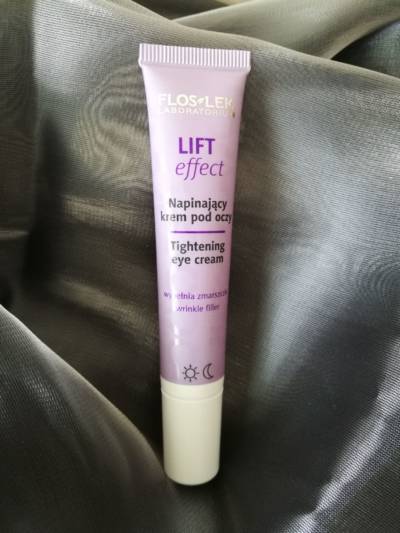 FLOS•LEK
LABORATORIUM
LIFT
effect
Napinający
krem pod oczy
Tightening
eye cream
wypełnia zmarszczki
wrinkle filler